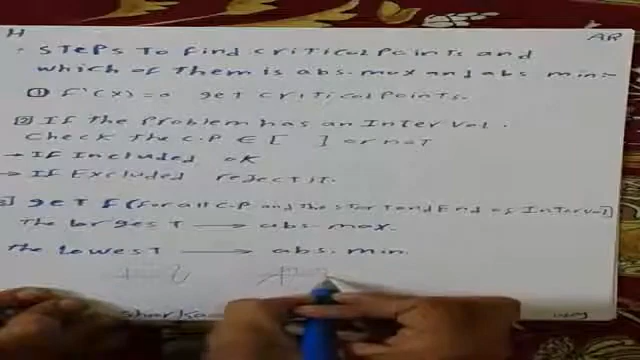 H
AR
Steps To Find Critical Points and
which of them is abs. max and abs min:-
① F'(x)=0 get critical points.
[2] If the Problem has an Interval.
check the C.P ∈ [ ] or not
→ If Included ok
→ If Excluded reject it.
get F( for all C.P and the start and End of Interval)
The largest → abs. max.
The lowest → abs. min.